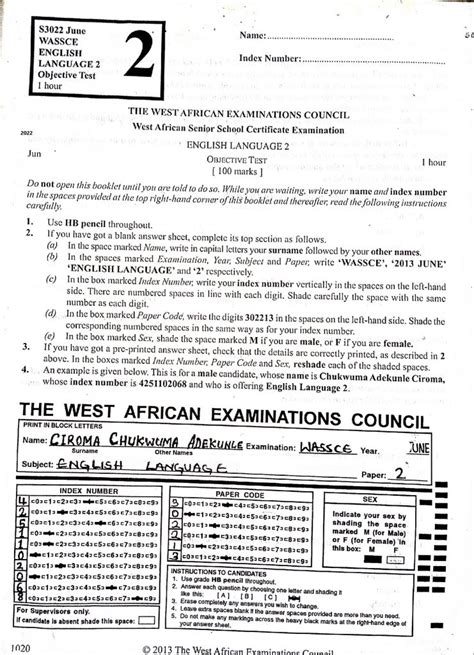 S3022 June
WASSCE
ENGLISH
LANGUAGE 2
Objective Test
1 hour
2
Name:
Index Number:
THE WEST AFRICAN EXAMINATIONS COUNCIL
West African Senior School Certificate Examination
2022
ENGLISH LANGUAGE 2
Jun
OBJECTIVE TEST
1 hour
[ 100 marks ]
Do not open this booklet until you are told to do so. While you are waiting, write your name and index number
in the spaces provided at the top right-hand corner of this booklet and thereafter, read the following instructions
carefully.
1. Use HB pencil throughout.
2. If you have got a blank answer sheet, complete its top section as follows.
(a) In the space marked Name, write in capital letters your surname followed by your other names.
(b) In the spaces marked Examination, Year, Subject and Paper, write 'WASSCE', '2013 JUNE'
'ENGLISH LANGUAGE' and '2' respectively.
(c) In the box marked Index Number, write your index number vertically in the spaces on the left-hand
side. There are numbered spaces in line with each digit. Shade carefully the space with the same
number as each digit.
(d) In the box marked Paper Code, write the digits 302213 in the spaces on the left-hand side. Shade the
corresponding numbered spaces in the same way as for your index number.
(e) In the box marked Sex, shade the space marked M if you are male, or F if you are female.
3. If you have got a pre-printed answer sheet, check that the details are correctly printed, as described in 2
above. In the boxes marked Index Number, Paper Code and Sex, reshade each of the shaded spaces.
4. An example is given below. This is for a male candidate, whose name is Chukwuma Adekunle Ciroma,
whose index number is 4251102068 and who is offering English Language 2.
THE WEST AFRICAN EXAMINATIONS COUNCIL
PRINT IN BLOCK LETTERS
Name: CIROMA CHUKWUMA ADEKUNLE Examination: WASSCE Year. JUNE
Surname Other Names
Subject: ENGLISH LANGUAGE Paper: 2
INDEX NUMBER
PAPER CODE
SEX
Indicate your sex by
shading the space
marked M (for Male)
or F (for Female) in
this box: M F
INSTRUCTIONS TO CANDIDATES
1. Use grade HB pencil throughout.
2. Answer each question by choosing one letter and shading it
like this: [A] [B] [C]
3. Erase completely any answers you wish to change.
4. Leave extra spaces blank if the answer spaces provided are more than you need.
5. Do not make any markings across the heavy black marks at the right-hand edge of
your answer sheet.
For Supervisors only.
If candidate is absent shade this space:
1020
© 2013 The West African Examinations Council